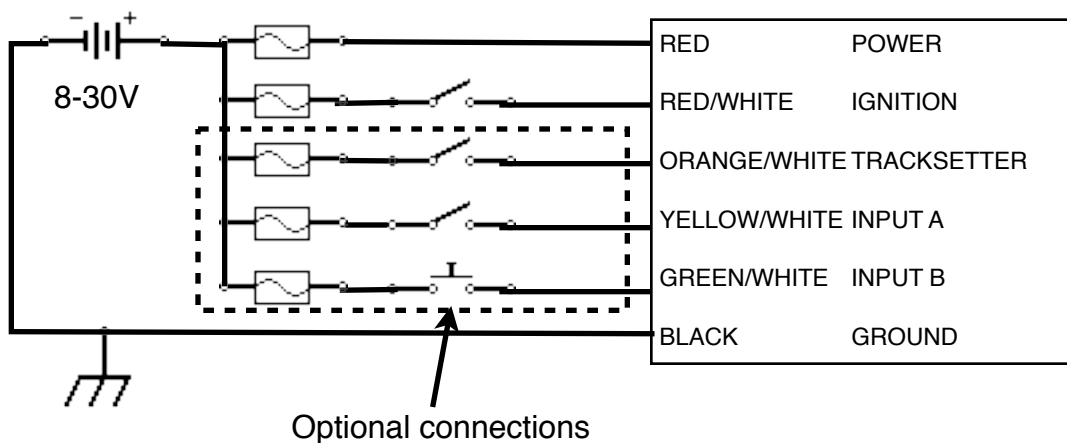 − +
8-30V
RED POWER
RED/WHITE IGNITION
ORANGE/WHITE TRACKSETTER
YELLOW/WHITE INPUT A
GREEN/WHITE INPUT B
BLACK GROUND
Optional connections